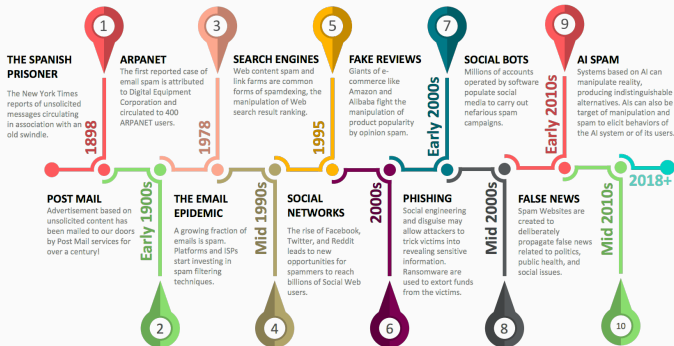 1
3
5
7
9
THE SPANISH
PRISONER
The New York Times
reports of unsolicited
messages circulating
in association with an
old swindle.
1898
ARPANET
The first reported case of
email spam is attributed
to Digital Equipment
Corporation and
circulated to 400
ARPANET users.
1978
SEARCH ENGINES
Web content spam and
link farms are common
forms of spamdexing, the
manipulation of Web
search result ranking.
1995
FAKE REVIEWS
Giants of e-
commerce like
Amazon and
Alibaba fight the
manipulation of
product popularity
by opinion spam.
Early 2000s
SOCIAL BOTS
Millions of accounts
operated by software
populate social
media to carry out
nefarious spam
campaigns.
Early 2010s
AI SPAM
Systems based on AI can
manipulate reality,
producing indistinguishable
alternatives. AIs can also be
target of manipulation and
spam to elicit behaviors of
the AI system or of its users.
2018+
POST MAIL
Advertisement based on
unsolicited content has
been mailed to our doors
by Post Mail services for
over a century!
Early 1900s
THE EMAIL
EPIDEMIC
A growing fraction of
emails is spam.
Platforms and ISPs
start investing in
spam filtering
techniques.
Mid 1990s
SOCIAL
NETWORKS
The rise of Facebook,
Twitter, and Reddit
leads to new
opportunities for
spammers to reach
billions of Social Web
users.
2000s
PHISHING
Social engineering
and disguise may
allow attackers to
trick victims into
revealing sensitive
information.
Ransomware are
used to extort funds
from the victims.
Mid 2000s
FALSE NEWS
Spam Websites are
created to
deliberately
propagate false news
related to politics,
public health, and
social issues.
Mid 2010s
2
4
6
8
10